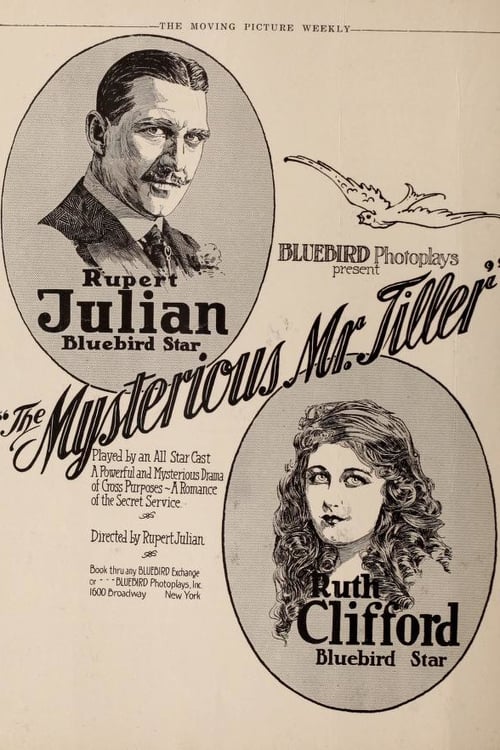 THE MOVING PICTURE WEEKLY
Rupert
Julian
Bluebird Star
BLUEBIRD Photoplays
present
"The Mysterious Mr. Tiller"
Played by an All Star Cast
A Powerful and Mysterious Drama
of Cross Purposes ~ A Romance
of the Secret Service.
Directed by Rupert Julian
Book thru any BLUEBIRD Exchange
or - - - BLUEBIRD Photoplays, Inc.
1600 Broadway New York
Ruth
Clifford
Bluebird Star